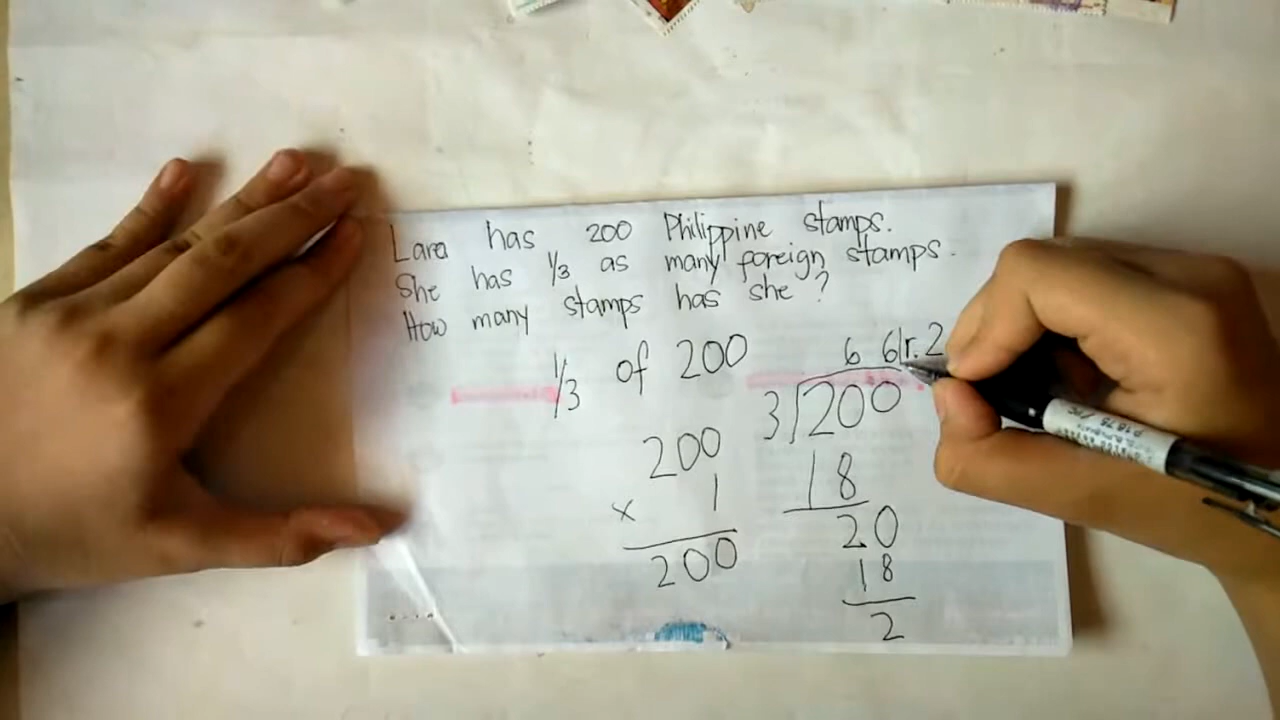 Lara has 200 Philippine stamps.
She has 1/3 as many foreign stamps.
How many stamps has she?
1/3 of 200
200
x 1
200
66 r. 2
3)200
18
20
18
2